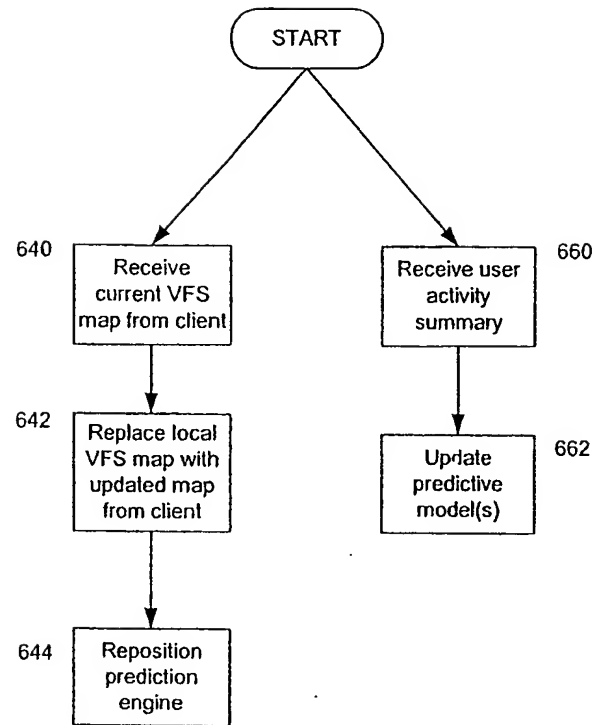 START
640
Receive
current VFS
map from client
660
Receive user
activity
summary
642
Replace local
VFS map with
updated map
from client
662
Update
predictive
model(s)
644
Reposition
prediction
engine